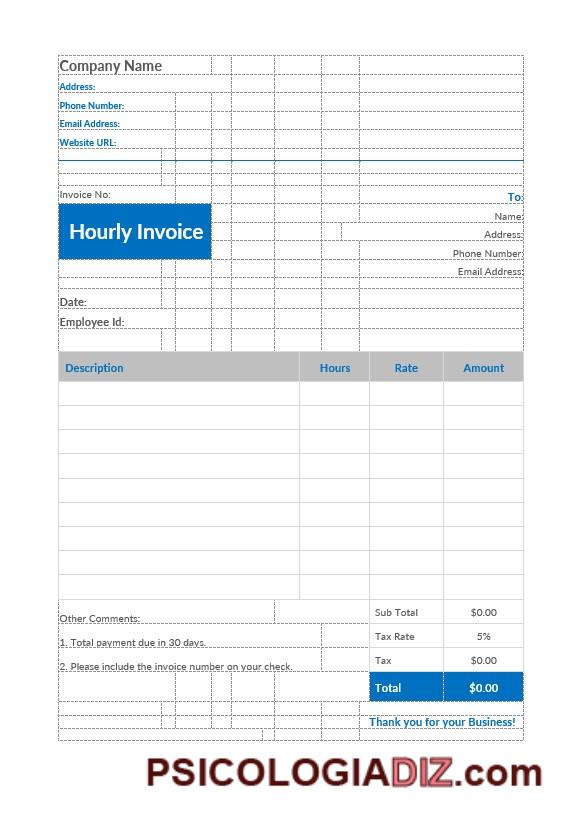 Company Name
Address:
Phone Number:
Email Address:
Website URL:
Invoice No:
To:
Hourly Invoice
Name:
Address:
Phone Number:
Email Address:
Date:
Employee Id:
Description Hours Rate Amount
Other Comments:
Sub Total $0.00
1. Total payment due in 30 days.
Tax Rate 5%
2. Please include the invoice number on your check.
Tax $0.00
Total $0.00
Thank you for your Business!
PSICOLOGIADIZ.com